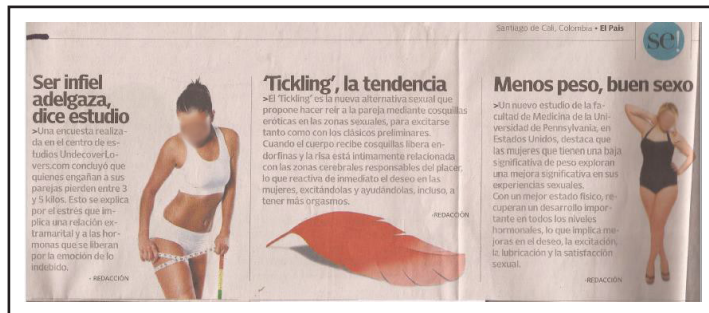 Santiago de Cali, Colombia • El País
se!
Ser infiel
adelgaza,
dice estudio
>Una encuesta realiza-
da en el centro de es-
tudios UndecoverLo-
vers.com concluyó que
quienes engañan a sus
parejas pierden entre 3
y 5 kilos. Esto se explica
por el estrés que im-
plica una relación ex-
tramarital y a las hor-
monas que se liberan
por la emoción de lo
indebido.
- REDACCIÓN
'Tickling', la tendencia
>El 'Tickling' es la nueva alternativa sexual que
propone hacer reír a la pareja mediante cosquillas
eróticas en las zonas sexuales, para excitarse
tanto como con los clásicos preliminares.
Cuando el cuerpo recibe cosquillas libera en-
dorfinas y la risa está intimamente relacionada
con las zonas cerebrales responsables del placer,
lo que reactiva de inmediato el deseo en las
mujeres, excitándolas y ayudándolas, incluso, a
tener más orgasmos.
-REDACCIÓN
Menos peso, buen sexo
>Un nuevo estudio de la fa-
cultad de Medicina de la Uni-
versidad de Pennsylvania, en
Estados Unidos, destaca que
las mujeres que tienen una baja
significativa de peso exploran
una mejora significativa en sus
experiencias sexuales.
Con un mejor estado físico, re-
cuperan un desarrollo impor-
tante en todos los niveles
hormonales, lo que implica me-
joras en el deseo, la excitación,
la lubricación y la satisfacción
sexual.
-REDACCIÓN